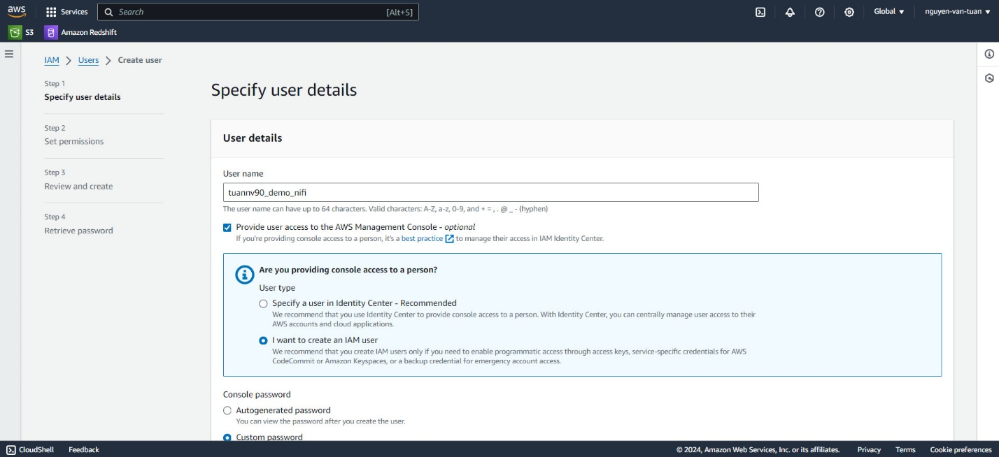 aws
Services
Search
[Alt+S]
Global
nguyen-van-tuan
S3
Amazon Redshift
IAM
Users
Create user
Step 1
Specify user details
Step 2
Set permissions
Step 3
Review and create
Step 4
Retrieve password
Specify user details
User details
User name
tuannv90_demo_nifi
The user name can have up to 64 characters. Valid characters: A-Z, a-z, 0-9, and + = , . @ _ - (hyphen)
Provide user access to the AWS Management Console - optional
If you're providing console access to a person, it's a best practice to manage their access in IAM Identity Center.
Are you providing console access to a person?
User type
Specify a user in Identity Center - Recommended
We recommend that you use Identity Center to provide console access to a person. With Identity Center, you can centrally manage user access to their
AWS accounts and cloud applications.
I want to create an IAM user
We recommend that you create IAM users only if you need to enable programmatic access through access keys, service-specific credentials for AWS
CodeCommit or Amazon Keyspaces, or a backup credential for emergency account access.
Console password
Autogenerated password
You can view the password after you create the user.
Custom password
CloudShell
Feedback
© 2024, Amazon Web Services, Inc. or its affiliates.
Privacy
Terms
Cookie preferences